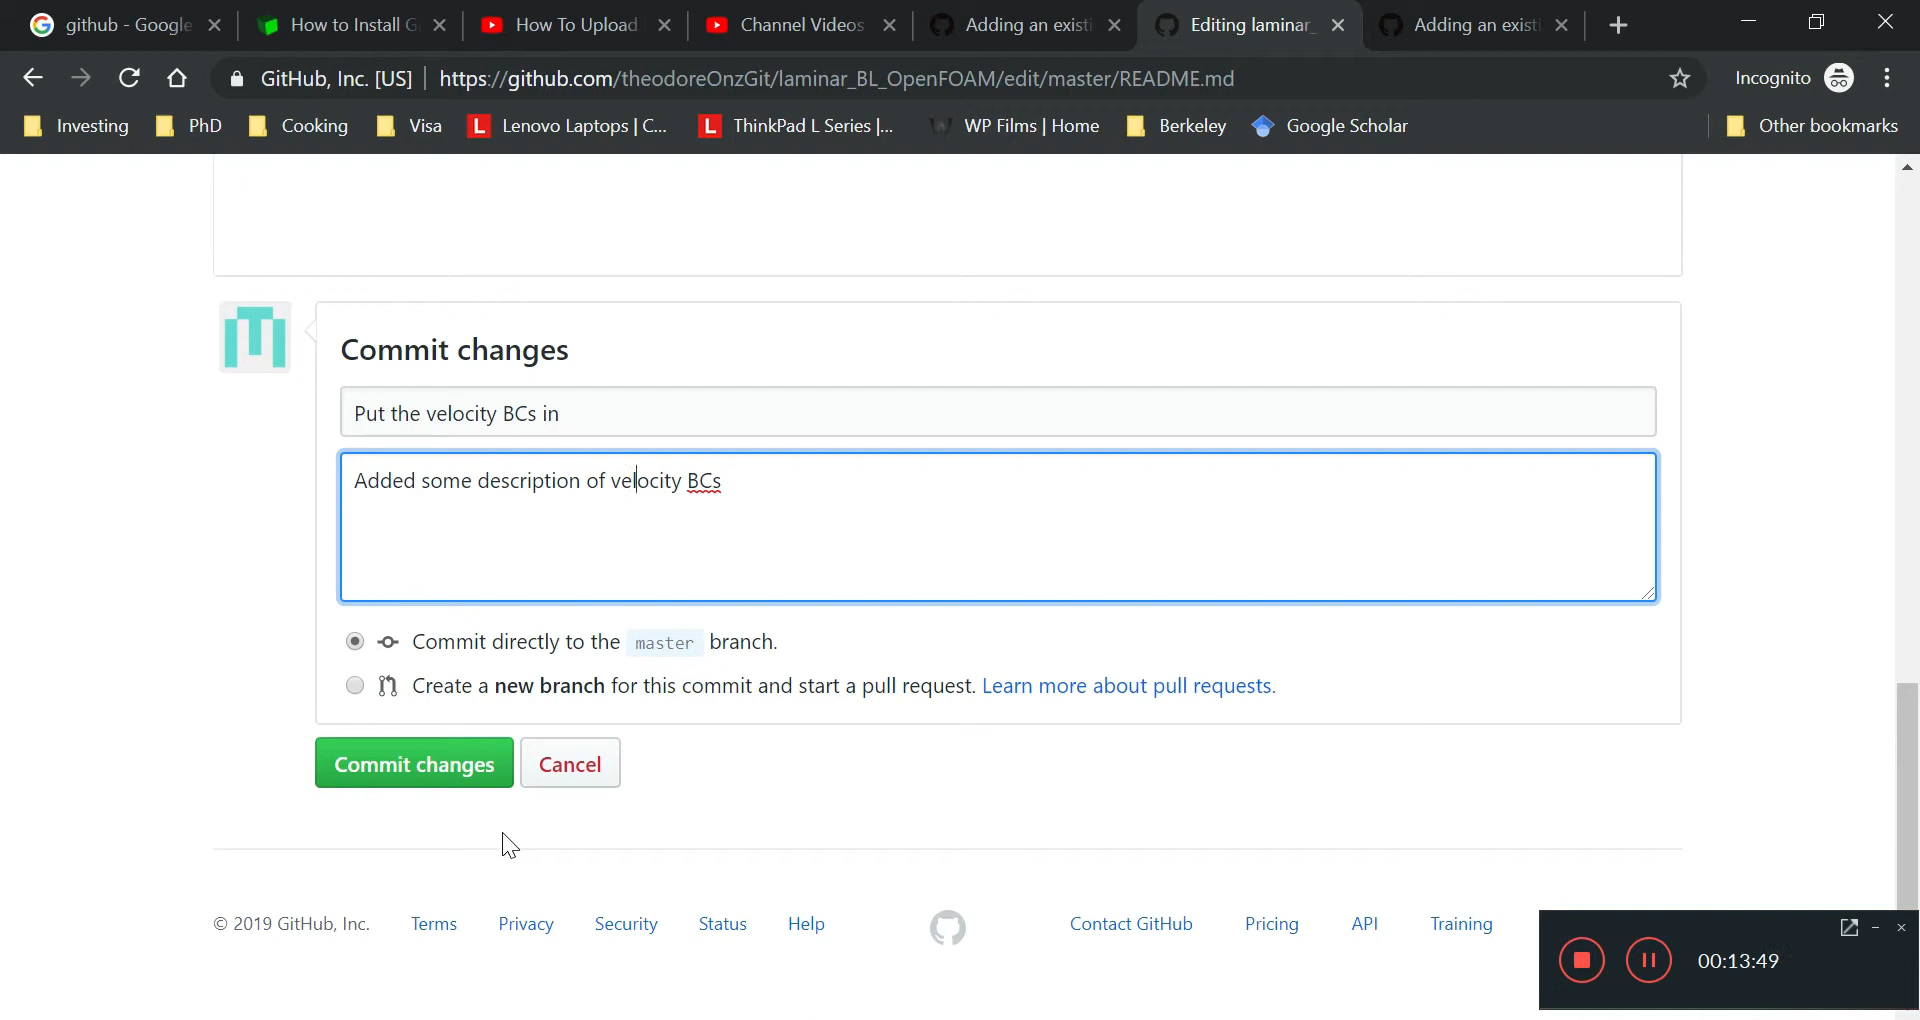 github - Google
How to Install G
How To Upload
Channel Videos
Adding an existi
Editing laminar_
Adding an existi
GitHub, Inc. [US]
https://github.com/theodoreOnzGit/laminar_BL_OpenFOAM/edit/master/README.md
Incognito
Investing
PhD
Cooking
Visa
Lenovo Laptops | C...
ThinkPad L Series |...
WP Films | Home
Berkeley
Google Scholar
Other bookmarks
Commit changes
Put the velocity BCs in
Added some description of velocity BCs
Commit directly to the master branch.
Create a new branch for this commit and start a pull request. Learn more about pull requests.
Commit changes
Cancel
© 2019 GitHub, Inc.
Terms
Privacy
Security
Status
Help
Contact GitHub
Pricing
API
Training
00:13:49